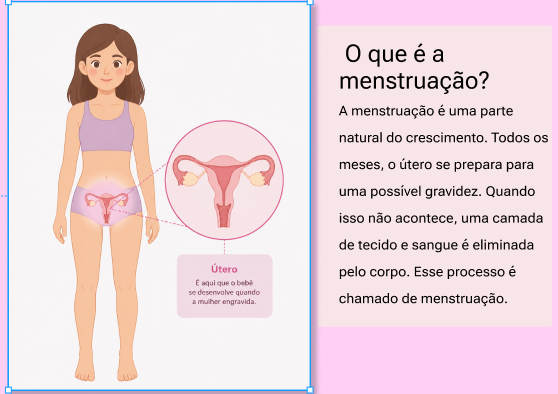 O que é a
menstruação?
A menstruação é uma parte
natural do crescimento. Todos os
meses, o útero se prepara para
uma possível gravidez. Quando
isso não acontece, uma camada
de tecido e sangue é eliminada
pelo corpo. Esse processo é
chamado de menstruação.
Útero
É aqui que o bebê
se desenvolve quando
a mulher engravida.